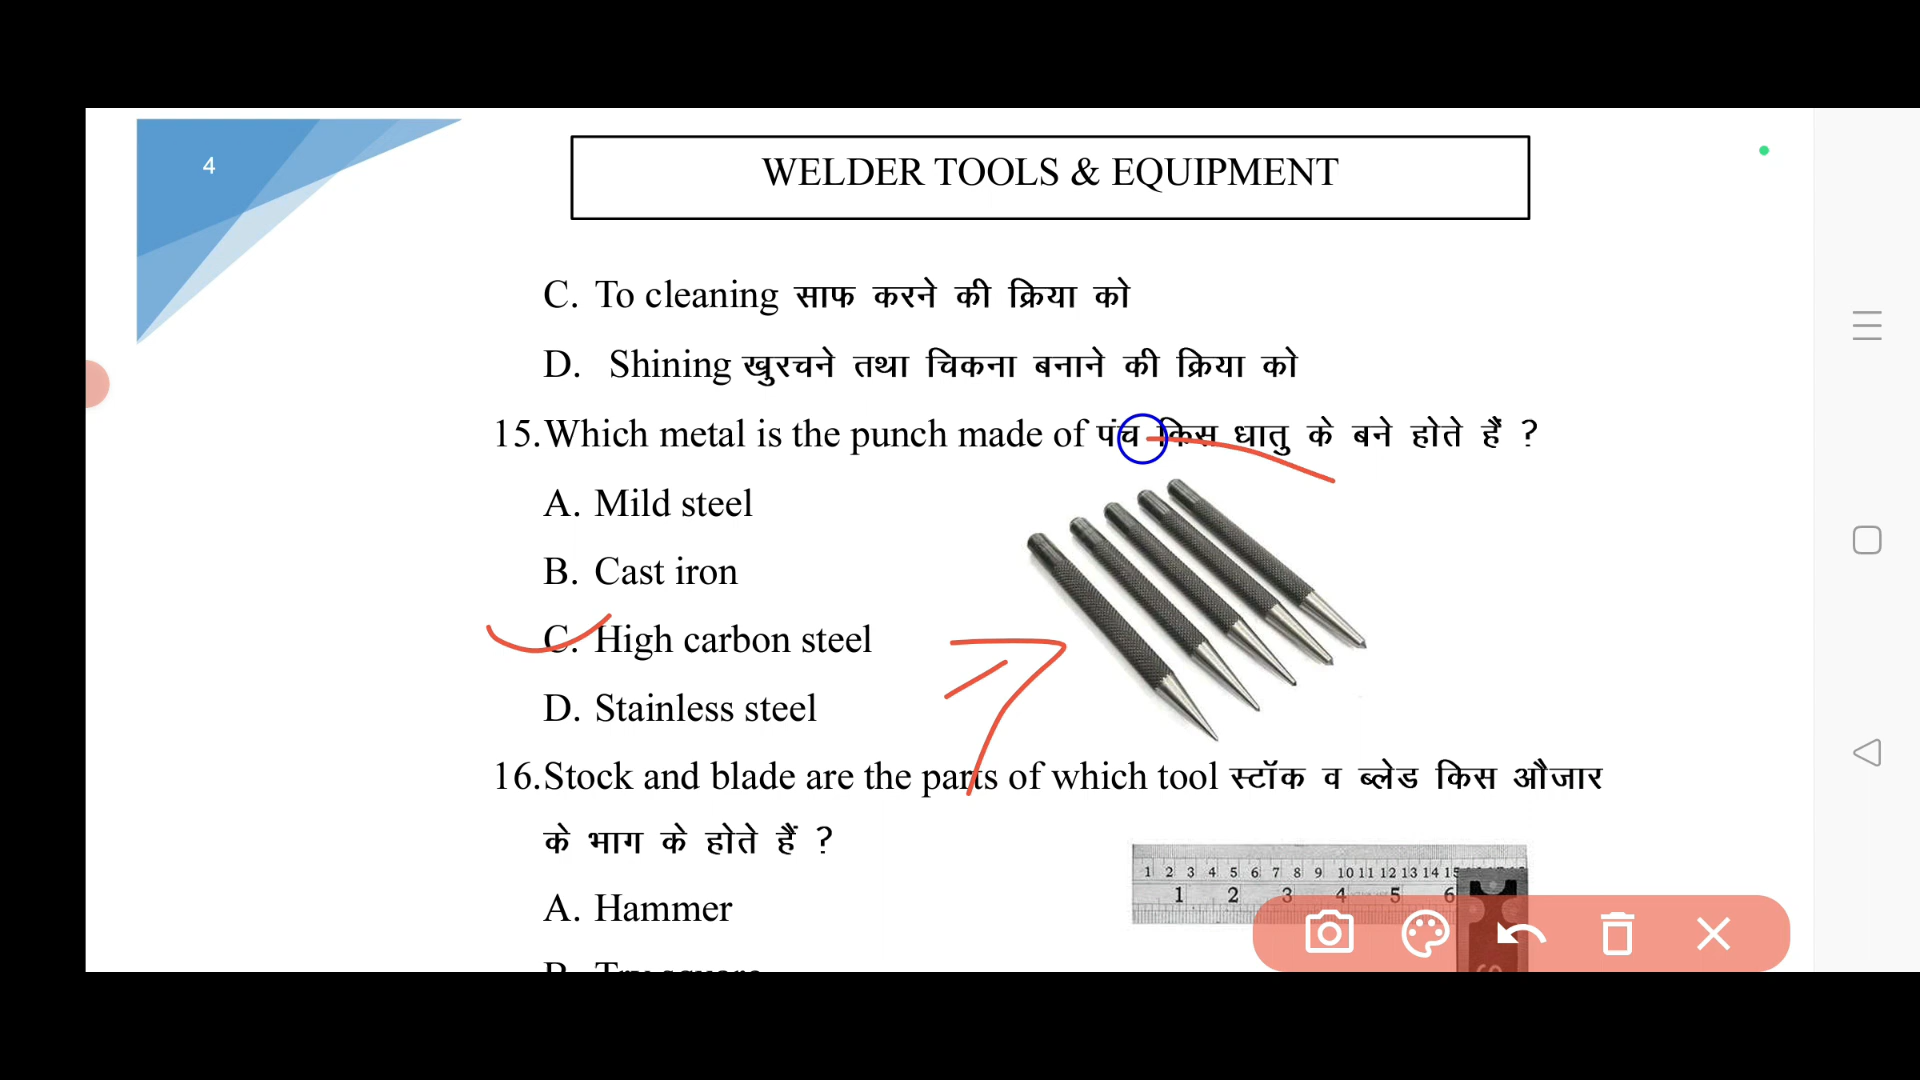 4
WELDER TOOLS & EQUIPMENT
C. To cleaning साफ करने की क्रिया को
D. Shining खुरचने तथा चिकना बनाने की क्रिया को
15. Which metal is the punch made of पंच किस धातु के बने होते हैं ?
A. Mild steel
B. Cast iron
C. High carbon steel
D. Stainless steel
16. Stock and blade are the parts of which tool स्टॉक व ब्लेड किस औजार
के भाग के होते हैं ?
1 2 3 4 5 6 7 8 9 10 11 12 13 14 15
1 2 3 4 5 6
A. Hammer
B. Try square